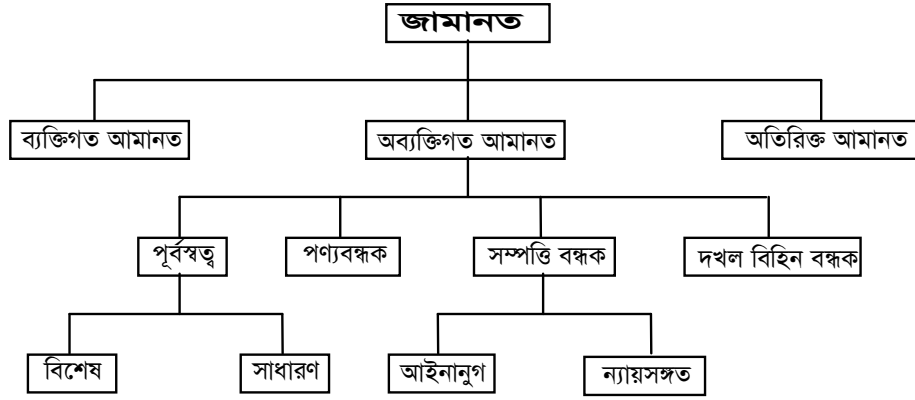 জামানত
ব্যক্তিগত আমানত
অব্যক্তিগত আমানত
অতিরিক্ত আমানত
পূর্বস্বত্ব
পণ্যবন্ধক
সম্পত্তি বন্ধক
দখল বিহিন বন্ধক
বিশেষ
সাধারণ
আইনানুগ
ন্যায়সঙ্গত